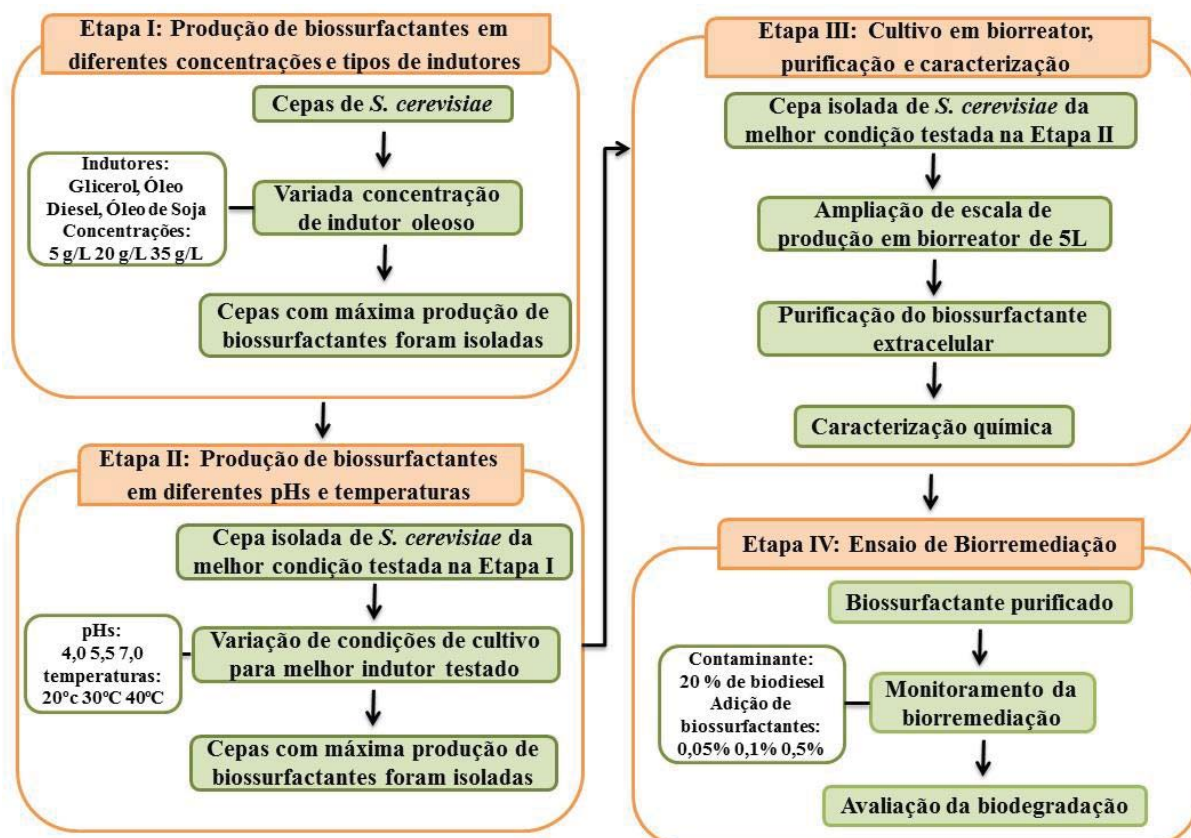 Etapa I: Produção de biossurfactantes em
diferentes concentrações e tipos de indutores
Cepas de S. cerevisiae
Indutores:
Glicerol, Óleo
Diesel, Óleo de Soja
Concentrações:
5 g/L 20 g/L 35 g/L
Variada concentração
de indutor oleoso
Cepas com máxima produção de
biossurfactantes foram isoladas
Etapa II: Produção de biossurfactantes
em diferentes pHs e temperaturas
Cepa isolada de S. cerevisiae da
melhor condição testada na Etapa I
pHs:
4,0 5,5 7,0
temperaturas:
20ºc 30ºC 40ºC
Variação de condições de cultivo
para melhor indutor testado
Cepas com máxima produção de
biossurfactantes foram isoladas
Etapa III: Cultivo em biorreator,
purificação e caracterização
Cepa isolada de S. cerevisiae da
melhor condição testada na Etapa II
Ampliação de escala de
produção em biorreator de 5L
Purificação do biossurfactante
extracelular
Caracterização química
Etapa IV: Ensaio de Biorremediação
Biossurfactante purificado
Contaminante:
20 % de biodiesel
Adição de
biossurfactantes:
0,05% 0,1% 0,5%
Monitoramento da
biorremediação
Avaliação da biodegradação